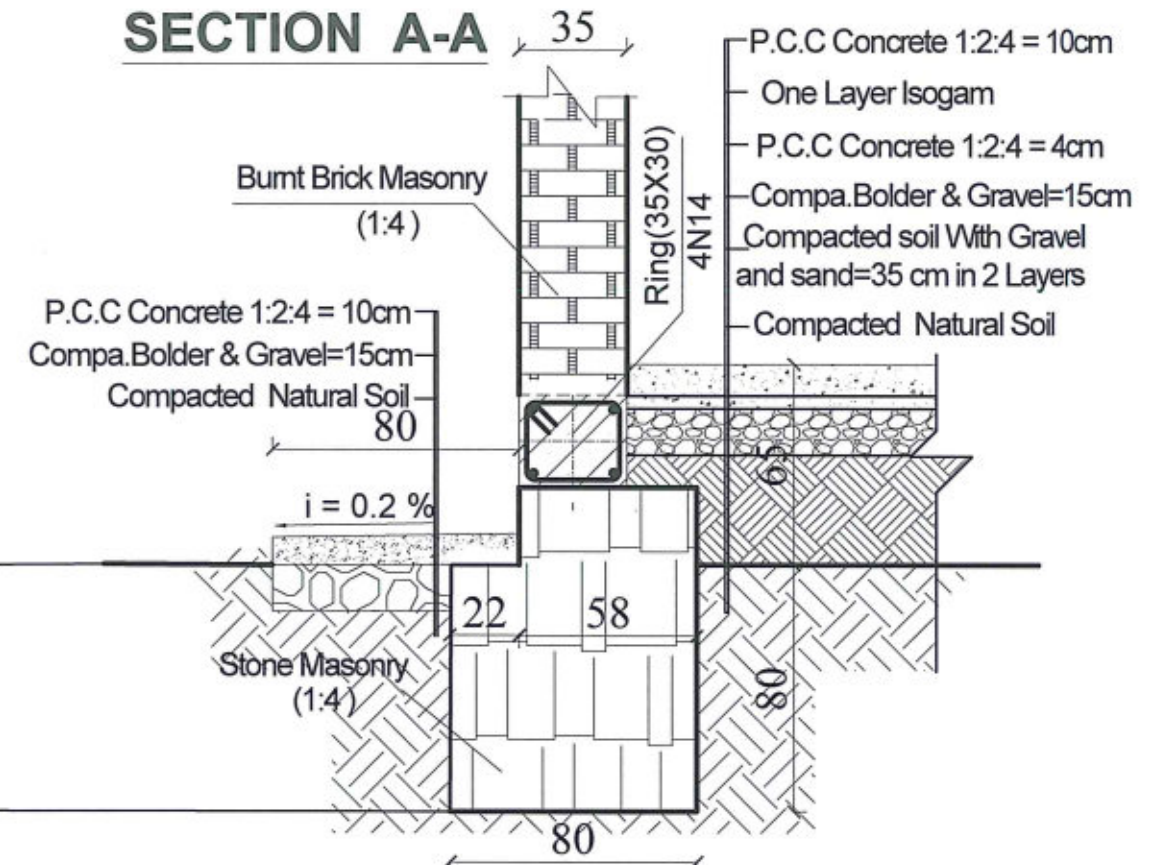 SECTION A-A
35
P.C.C Concrete 1:2:4 = 10cm
One Layer Isogam
P.C.C Concrete 1:2:4 = 4cm
Compa.Bolder & Gravel=15cm
Compacted soil With Gravel
and sand=35 cm in 2 Layers
Compacted Natural Soil
Burnt Brick Masonry
(1:4)
Ring(35X30)
4N14
P.C.C Concrete 1:2:4 = 10cm
Compa.Bolder & Gravel=15cm
Compacted Natural Soil
80
65
i = 0.2 %
22
58
Stone Masonry
(1:4)
80
80